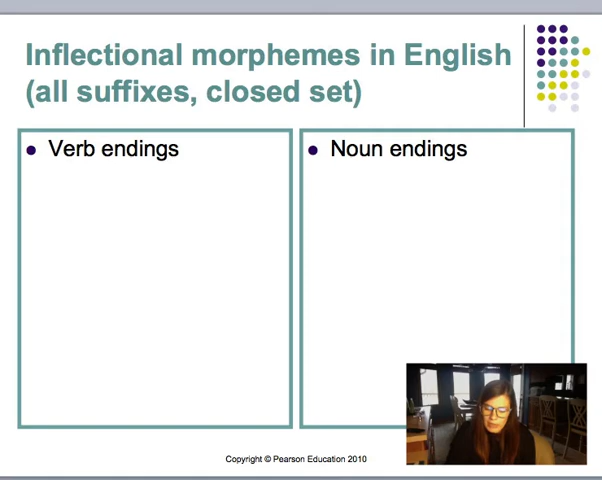 Inflectional morphemes in English
(all suffixes, closed set)
Verb endings
Noun endings
Copyright © Pearson Education 2010